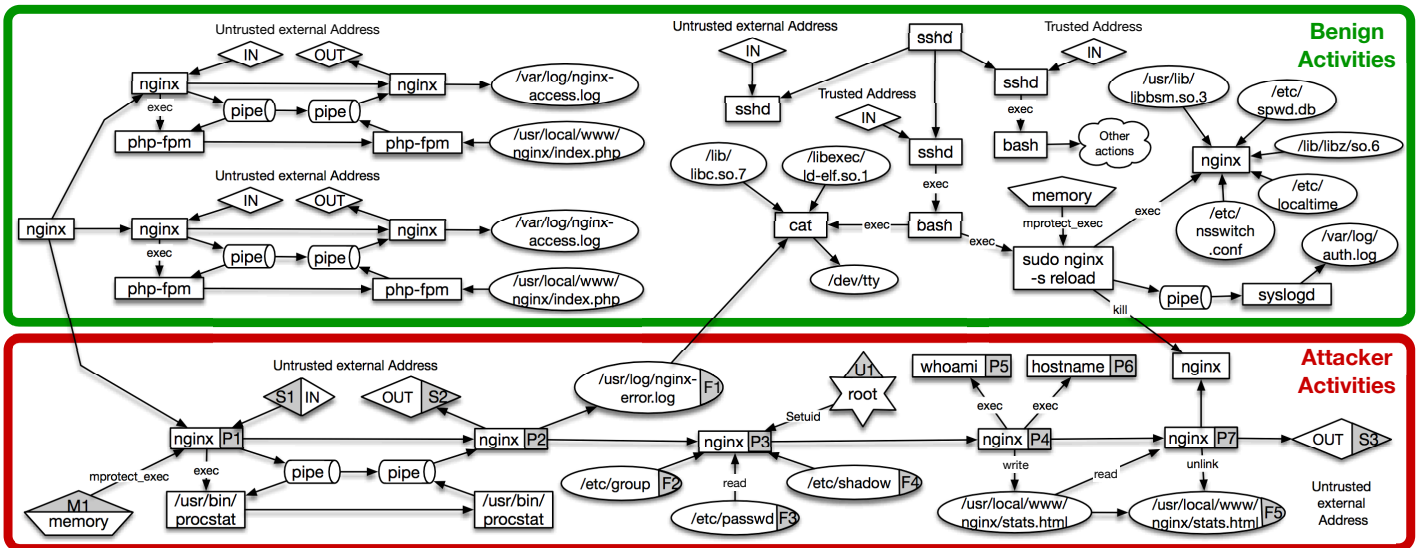 Benign
Activities
Untrusted external Address
IN
OUT
nginx
nginx
/var/log/nginx-
access.log
exec
pipe
pipe
php-fpm
php-fpm
/usr/local/www/
nginx/index.php
Untrusted external Address
IN
OUT
nginx
nginx
nginx
/var/log/nginx-
access.log
exec
pipe
pipe
php-fpm
php-fpm
/usr/local/www/
nginx/index.php
Untrusted external Address
IN
sshd
sshd
Trusted Address
IN
sshd
exec
bash
Other
actions
Trusted Address
IN
sshd
exec
bash
exec
cat
/lib/
libc.so.7
/libexec/
ld-elf.so.1
/dev/tty
exec
memory
mprotect_exec
sudo nginx
-s reload
exec
nginx
/usr/lib/
libbsm.so.3
/etc/
spwd.db
/lib/libz/so.6
/etc/
localtime
/etc/
nsswitch
.conf
/var/log/
auth.log
pipe
syslogd
kill
Attacker
Activities
Untrusted external Address
S1 IN
OUT S2
/usr/log/nginx-
error.log F1
nginx P1
nginx P2
mprotect_exec
exec
pipe
pipe
M1
memory
/usr/bin/
procstat
/usr/bin/
procstat
U1
root
Setuid
nginx P3
/etc/group F2
read
/etc/passwd F3
/etc/shadow F4
whoami P5
hostname P6
exec
exec
nginx P4
write
/usr/local/www/
nginx/stats.html
read
nginx
nginx P7
unlink
/usr/local/www/
nginx/stats.html F5
OUT S3
Untrusted
external
Address